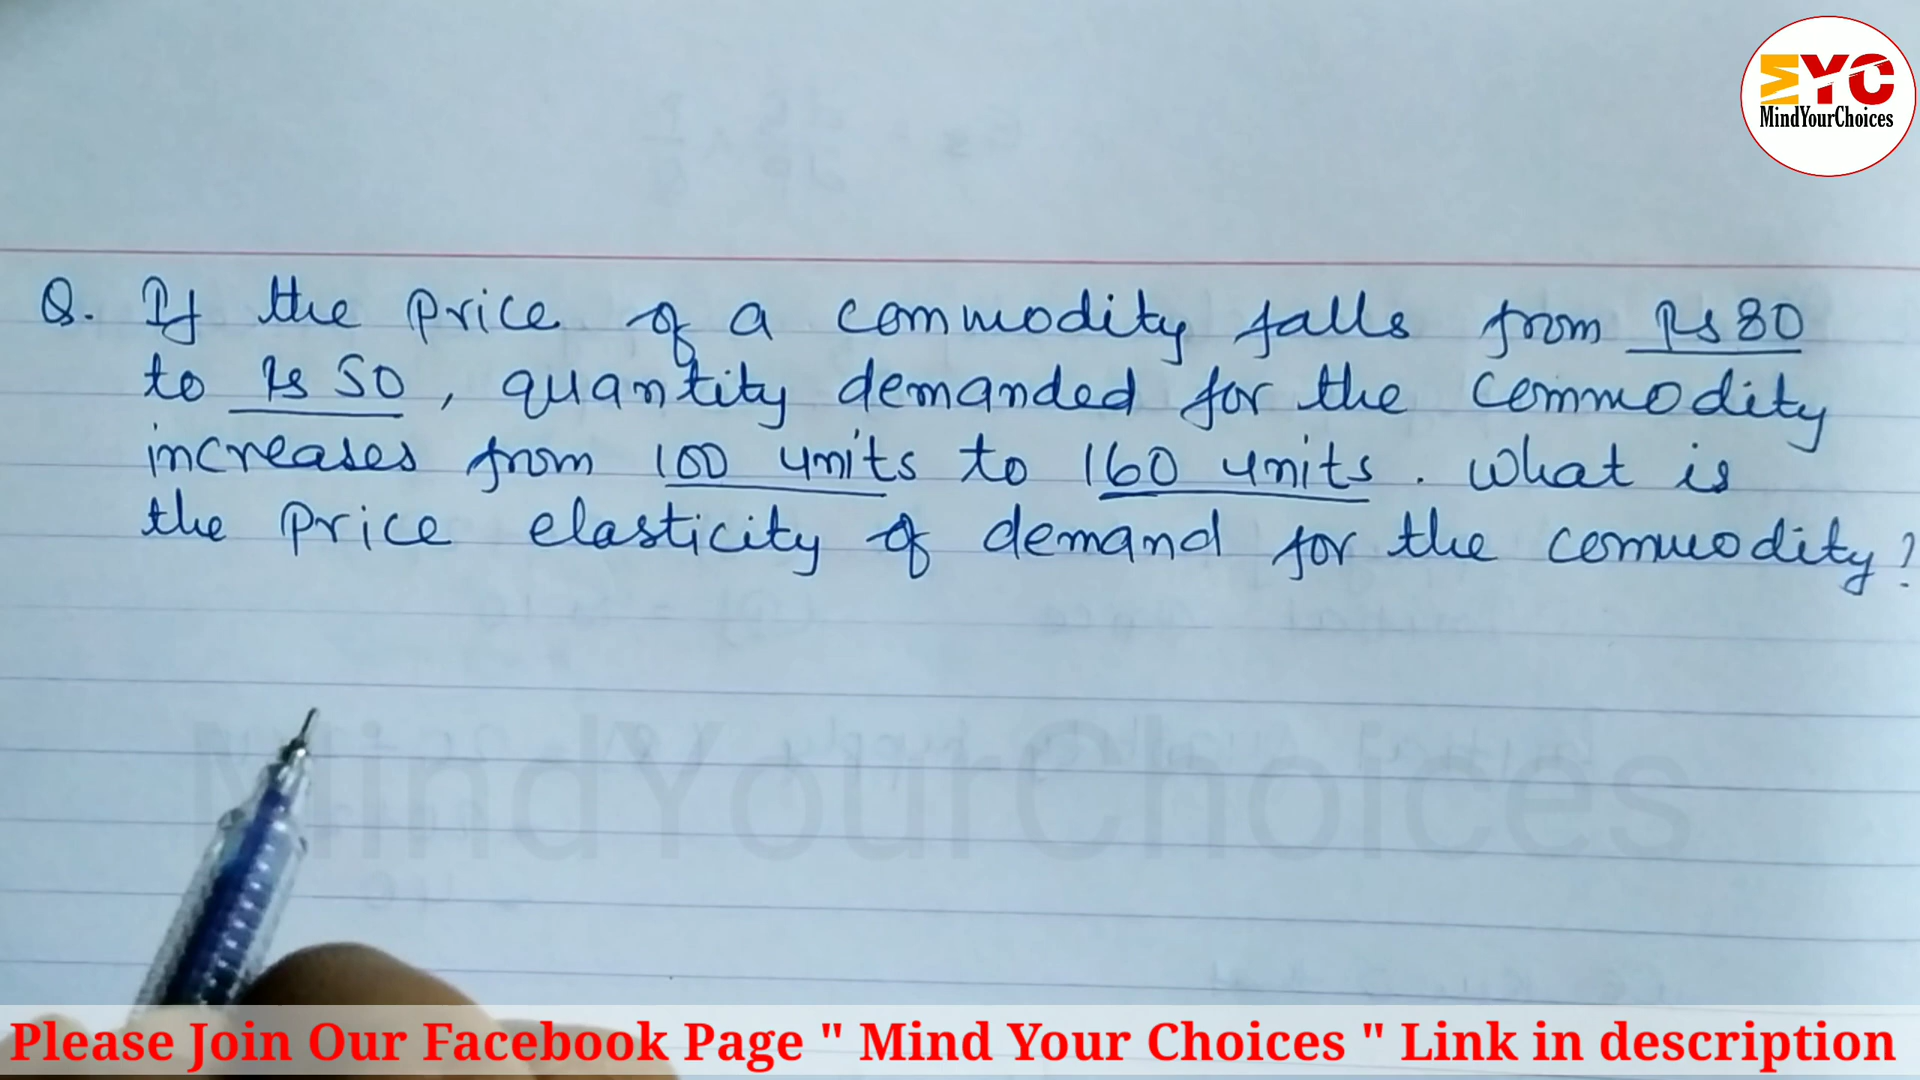 MYC
MindYourChoices
Q. If the price of a commodity falls from Rs 80
to Rs 50, quantity demanded for the commodity
increases from 100 units to 160 units. What is
the price elasticity of demand for the commodity?
MindYourChoices
Please Join Our Facebook Page " Mind Your Choices " Link in description